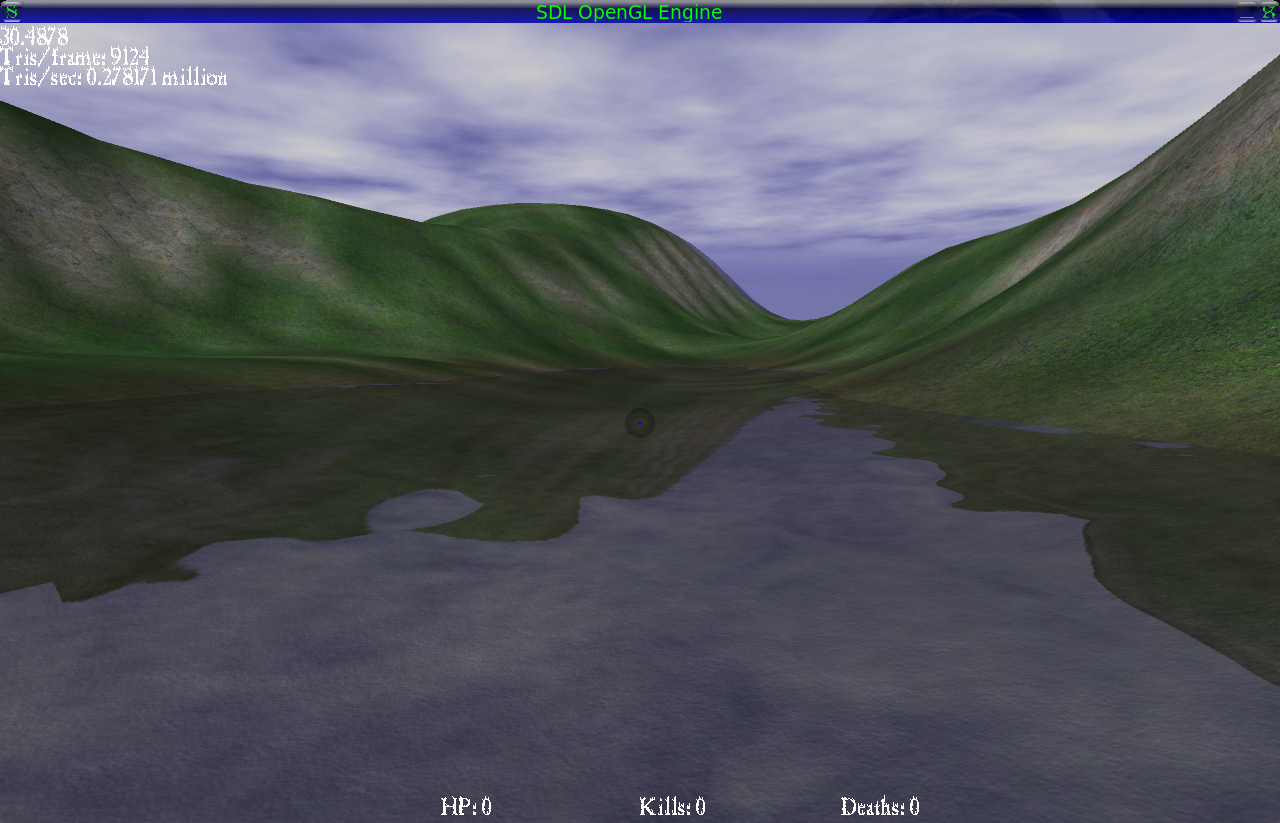 SDL OpenGL Engine
30.4878
Tris/frame: 9124
Tris/sec: 0.278171 million
HP: 0 Kills: 0 Deaths: 0